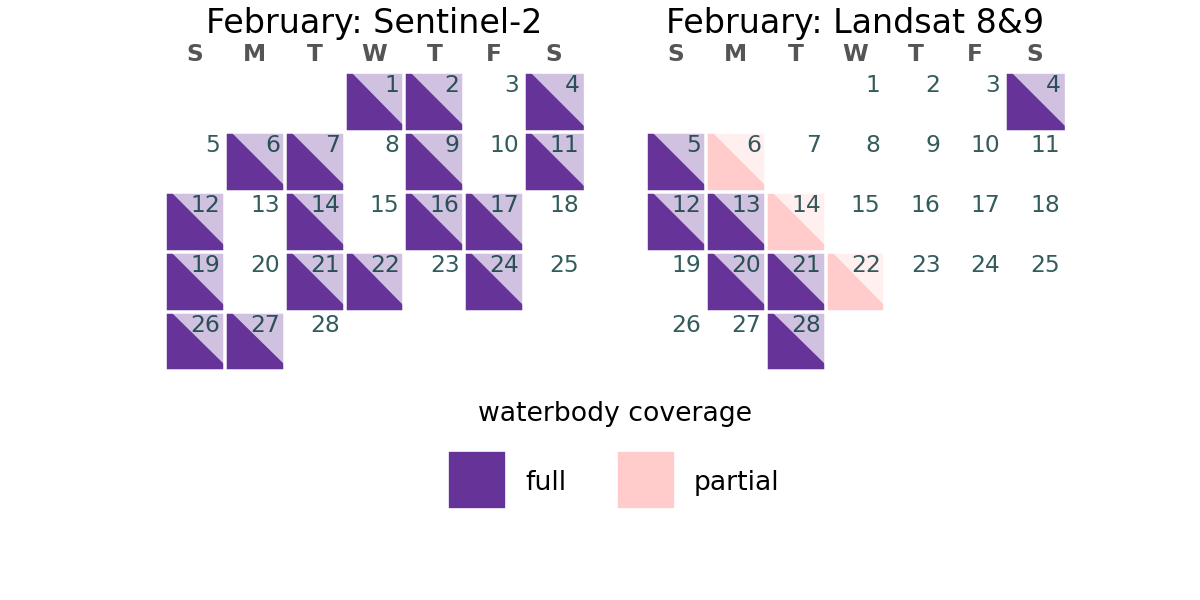 February: Sentinel-2
S M T W T F S
1 2 3 4
5 6 7 8 9 10 11
12 13 14 15 16 17 18
19 20 21 22 23 24 25
26 27 28
February: Landsat 8&9
S M T W T F S
1 2 3 4
5 6 7 8 9 10 11
12 13 14 15 16 17 18
19 20 21 22 23 24 25
26 27 28
waterbody coverage
full partial